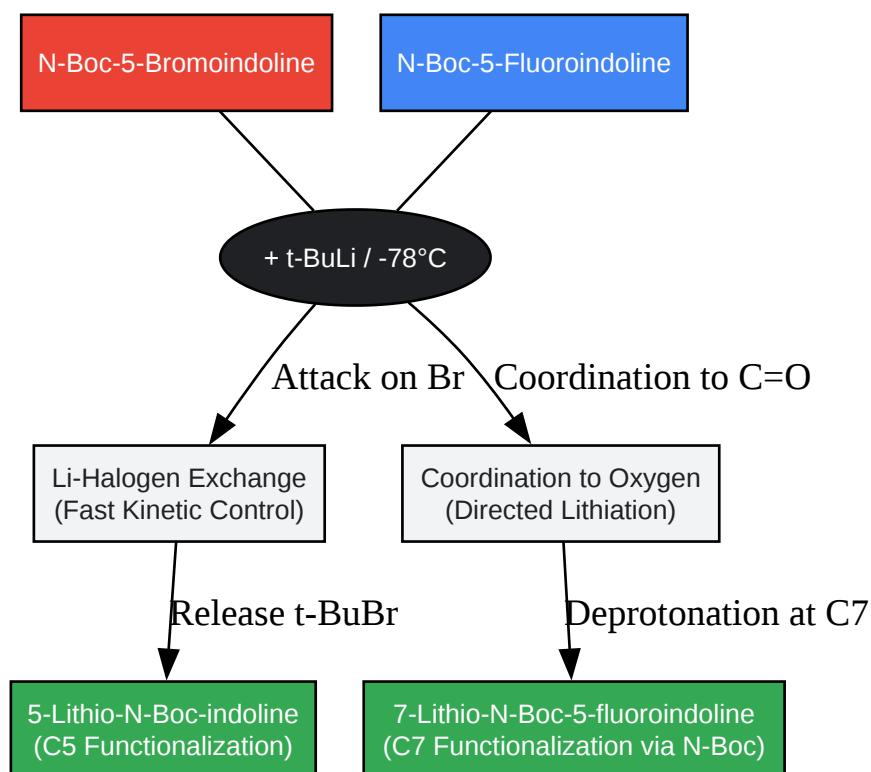 N-Boc-5-Bromoindoline
N-Boc-5-Fluoroindoline
+ t-BuLi / -78°C
Attack on Br
Coordination to C=O
Li-Halogen Exchange
(Fast Kinetic Control)
Coordination to Oxygen
(Directed Lithiation)
Release t-BuBr
Deprotonation at C7
5-Lithio-N-Boc-indoline
(C5 Functionalization)
7-Lithio-N-Boc-5-fluoroindoline
(C7 Functionalization via N-Boc)